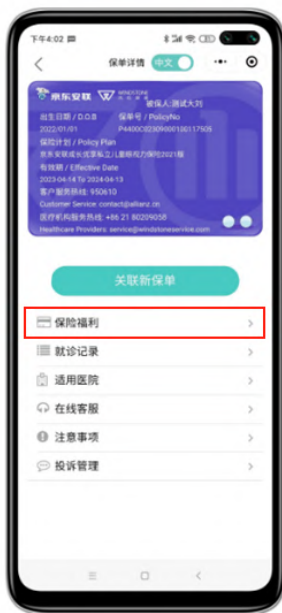 下午4:02
保单详情 中文
京东安联 WINDSTONE
被保人:测试大刘
出生日期 / D.O.B 保单号 / PolicyNo
2022/01/01
保险计划 / Policy Plan
京东安联成长优享私立儿童眼视力保险2021版
有效期 / Effective Date
2023-04-14 To 2024-04-13
客户服务热线: 950610
Customer Service: contact@allianz.cn
医疗机构服务热线: +86 21 80209058
Healthcare Providers: service@windstoneservice.com
关联新保单
保险福利
就诊记录
适用医院
在线客服
注意事项
投诉管理